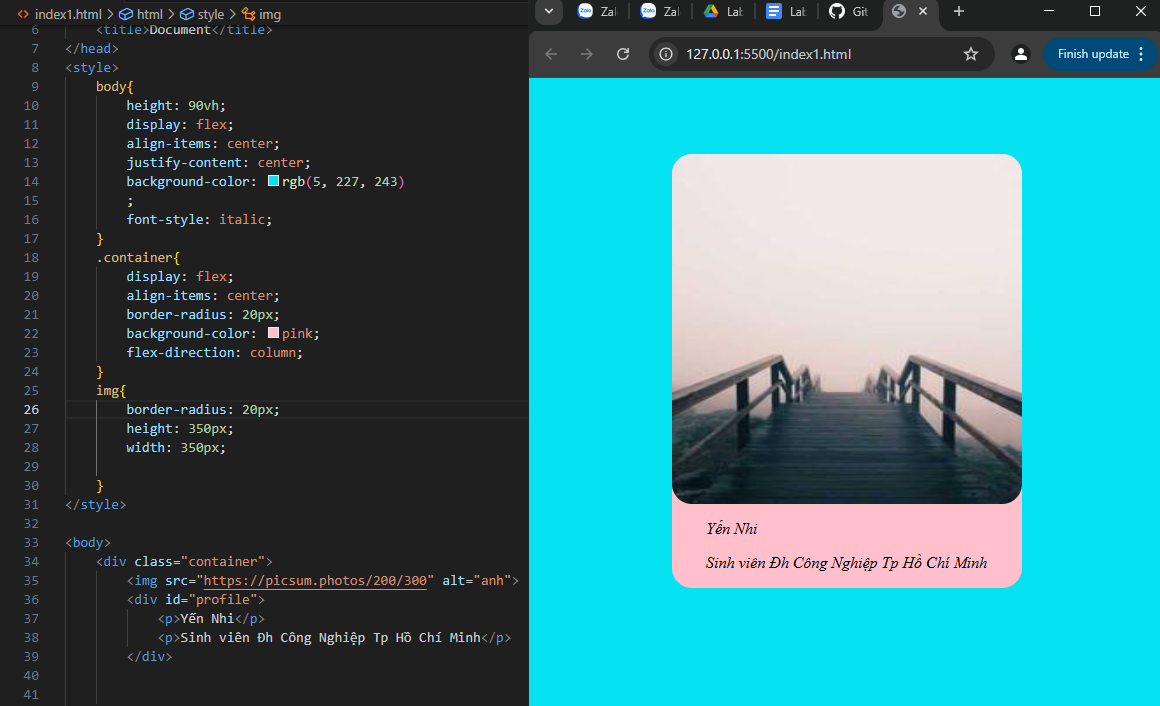 index1.html > html > style > img
6 <title>Document</title>
7 </head>
8 <style>
9 body{
10 height: 90vh;
11 display: flex;
12 align-items: center;
13 justify-content: center;
14 background-color: rgb(5, 227, 243)
15 ;
16 font-style: italic;
17 }
18 .container{
19 display: flex;
20 align-items: center;
21 border-radius: 20px;
22 background-color: pink;
23 flex-direction: column;
24 }
25 img{
26 border-radius: 20px;
27 height: 350px;
28 width: 350px;
29
30 }
31 </style>
32
33 <body>
34 <div class="container">
35 <img src="https://picsum.photos/200/300" alt="anh">
36 <div id="profile">
37 <p>Yến Nhi</p>
38 <p>Sinh viên Đh Công Nghiệp Tp Hồ Chí Minh</p>
39 </div>
40
41
Zalo Zal Zalo Zal Lab Lab Git
127.0.0.1:5500/index1.html Finish update
Yến Nhi
Sinh viên Đh Công Nghiệp Tp Hồ Chí Minh